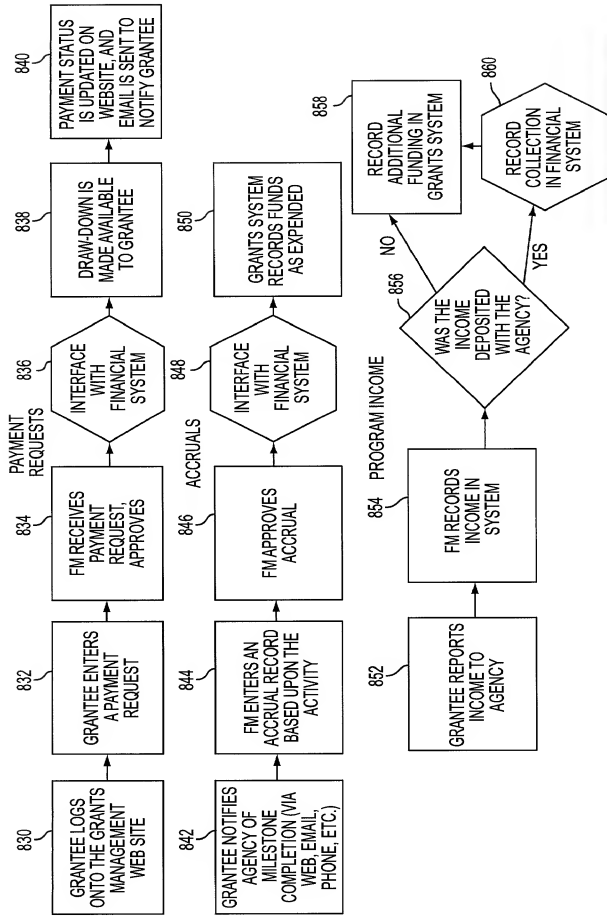 PAYMENT
REQUESTS
830
GRANTEE LOGS
ONTO THE GRANTS
MANAGEMENT
WEB SITE
832
GRANTEE ENTERS
A PAYMENT
REQUEST
834
FM RECEIVES
PAYMENT
REQUEST,
APPROVES
836
INTERFACE
WITH
FINANCIAL
SYSTEM
838
DRAW-DOWN IS
MADE AVAILABLE
TO GRANTEE
840
PAYMENT STATUS
IS UPDATED ON
WEBSITE, AND
EMAIL IS SENT TO
NOTIFY GRANTEE
ACCRUALS
842
GRANTEE NOTIFIES
AGENCY OF
MILESTONE
COMPLETION (VIA
WEB, EMAIL,
PHONE, ETC.)
844
FM ENTERS AN
ACCRUAL RECORD
BASED UPON THE
ACTIVITY
846
FM APPROVES
ACCRUAL
848
INTERFACE
WITH
FINANCIAL
SYSTEM
850
GRANTS SYSTEM
RECORDS FUNDS
AS EXPENDED
PROGRAM INCOME
852
GRANTEE REPORTS
INCOME TO
AGENCY
854
FM RECORDS
INCOME IN
SYSTEM
856
WAS THE
INCOME
DEPOSITED
WITH THE
AGENCY?
NO
YES
858
RECORD
ADDITIONAL
FUNDING IN
GRANTS SYSTEM
860
RECORD
COLLECTION
IN FINANCIAL
SYSTEM